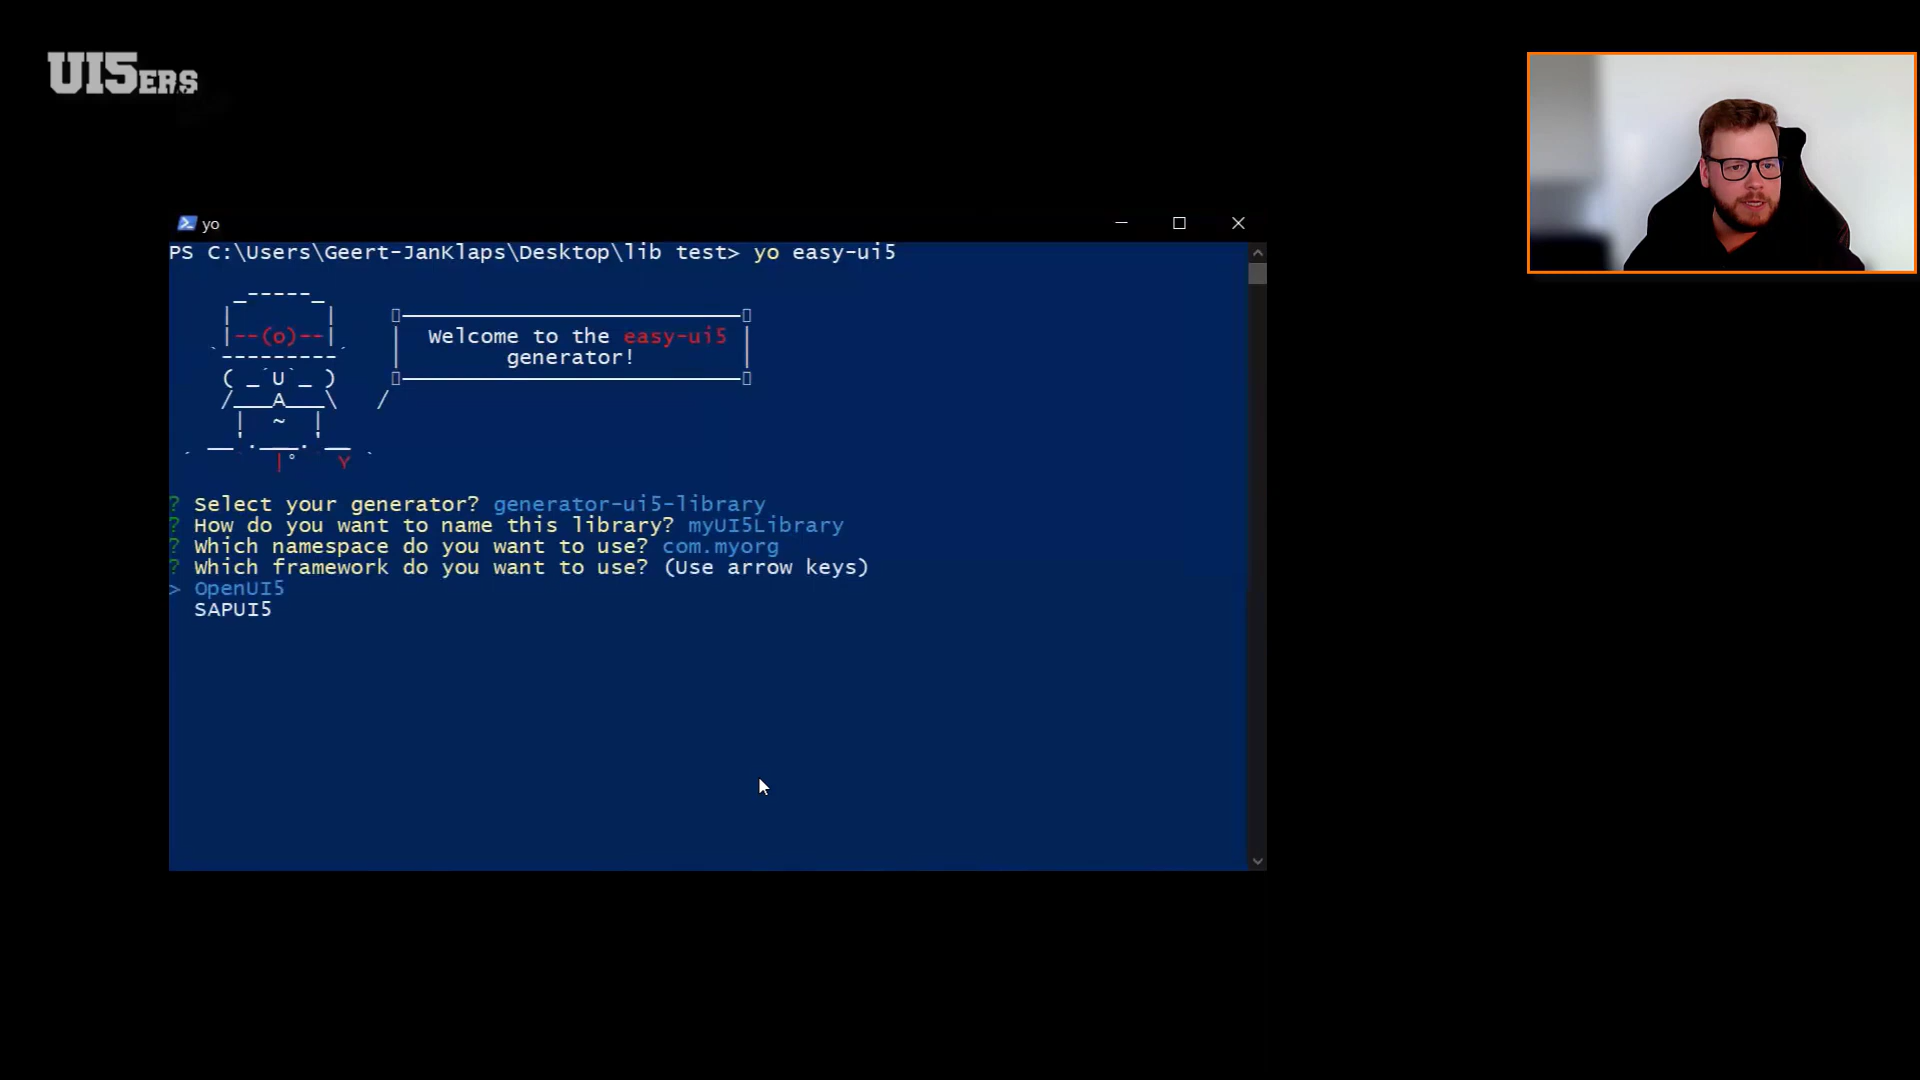 UI5ERS
yo
PS C:\Users\Geert-JanKlaps\Desktop\lib test> yo easy-ui5
Welcome to the easy-ui5
generator!
? Select your generator? generator-ui5-library
? How do you want to name this library? myUI5Library
? Which namespace do you want to use? com.myorg
? Which framework do you want to use? (Use arrow keys)
> OpenUI5
SAPUI5